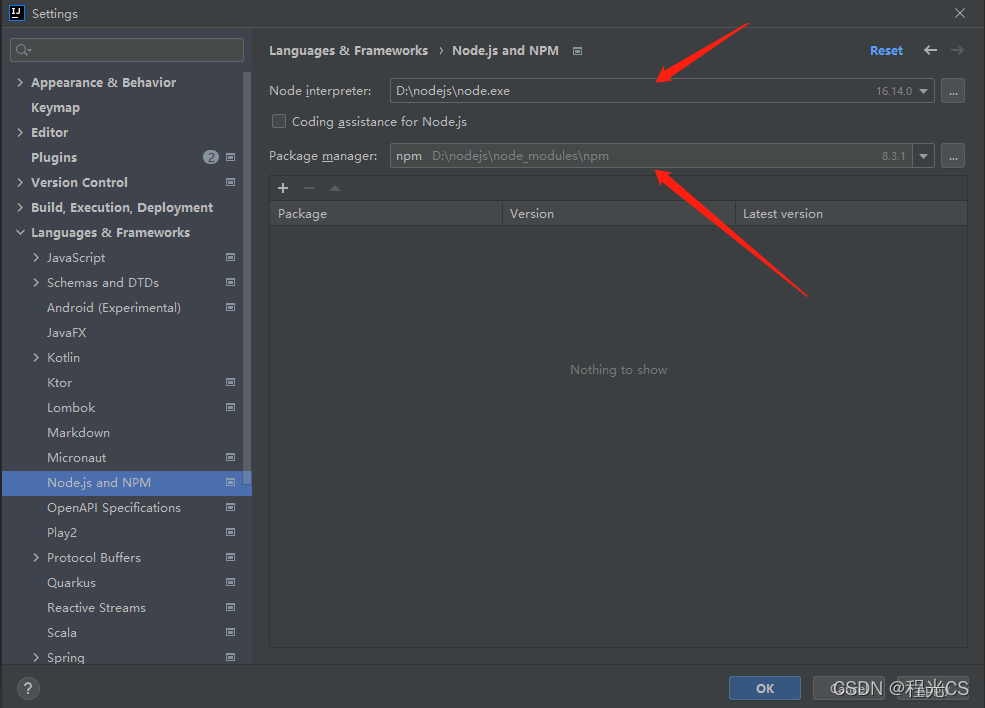 Settings
Appearance & Behavior
Keymap
Editor
Plugins 2
Version Control
Build, Execution, Deployment
Languages & Frameworks
JavaScript
Schemas and DTDs
Android (Experimental)
JavaFX
Kotlin
Ktor
Lombok
Markdown
Micronaut
Node.js and NPM
OpenAPI Specifications
Play2
Protocol Buffers
Quarkus
Reactive Streams
Scala
Spring
Languages & Frameworks › Node.js and NPM Reset
Node interpreter: D:\nodejs\node.exe 16.14.0 ...
Coding assistance for Node.js
Package manager: npm D:\nodejs\node_modules\npm 8.3.1 ...
Package Version Latest version
Nothing to show
? OK Cancel
CSDN @程光CS